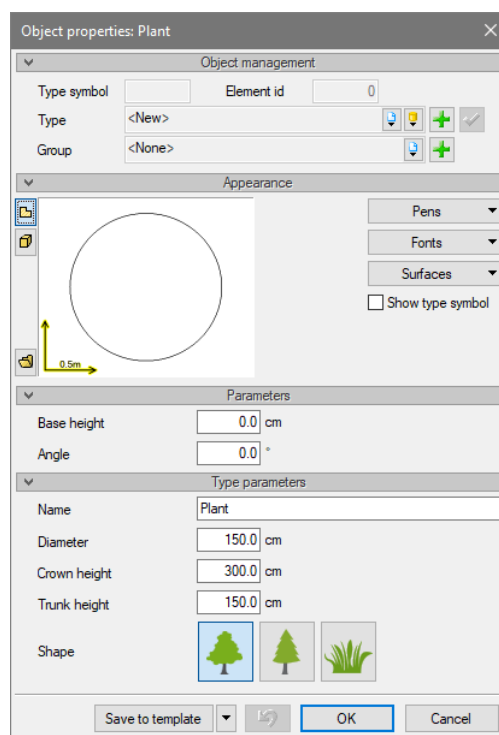 Object properties: Plant
Object management
Type symbol Element id 0
Type <New>
Group <None>
Appearance
Pens
Fonts
Surfaces
Show type symbol
0.5m
Parameters
Base height 0.0 cm
Angle 0.0 °
Type parameters
Name Plant
Diameter 150.0 cm
Crown height 300.0 cm
Trunk height 150.0 cm
Shape
Save to template OK Cancel